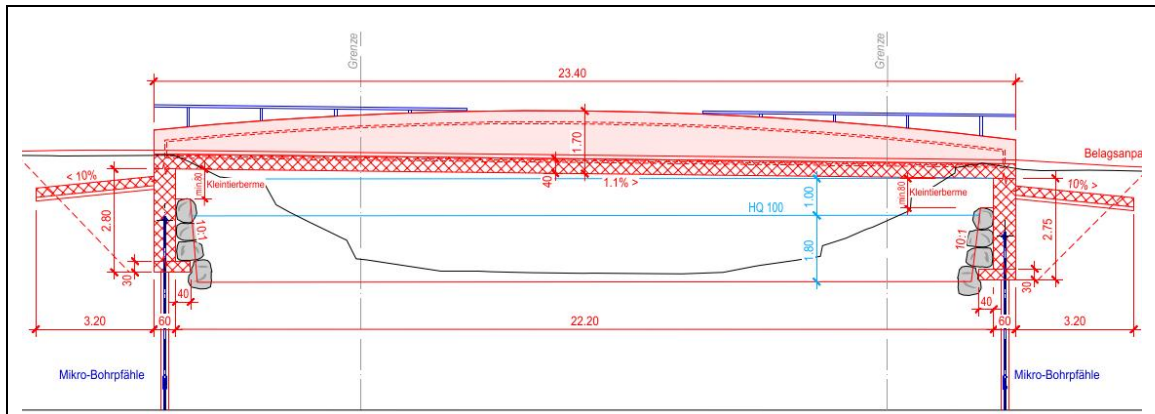 Grenze
Grenze
23.40
1.70
Belagsanpa
< 10%
min.80
Kleintierberme
40
1.1% >
min.80
Kleintierberme
10% >
1.00
HQ 100
2.80
10:1
1.80
10:1
2.75
30
40
40
30
3.20
60
22.20
60
3.20
Mikro-Bohrpfähle
Mikro-Bohrpfähle